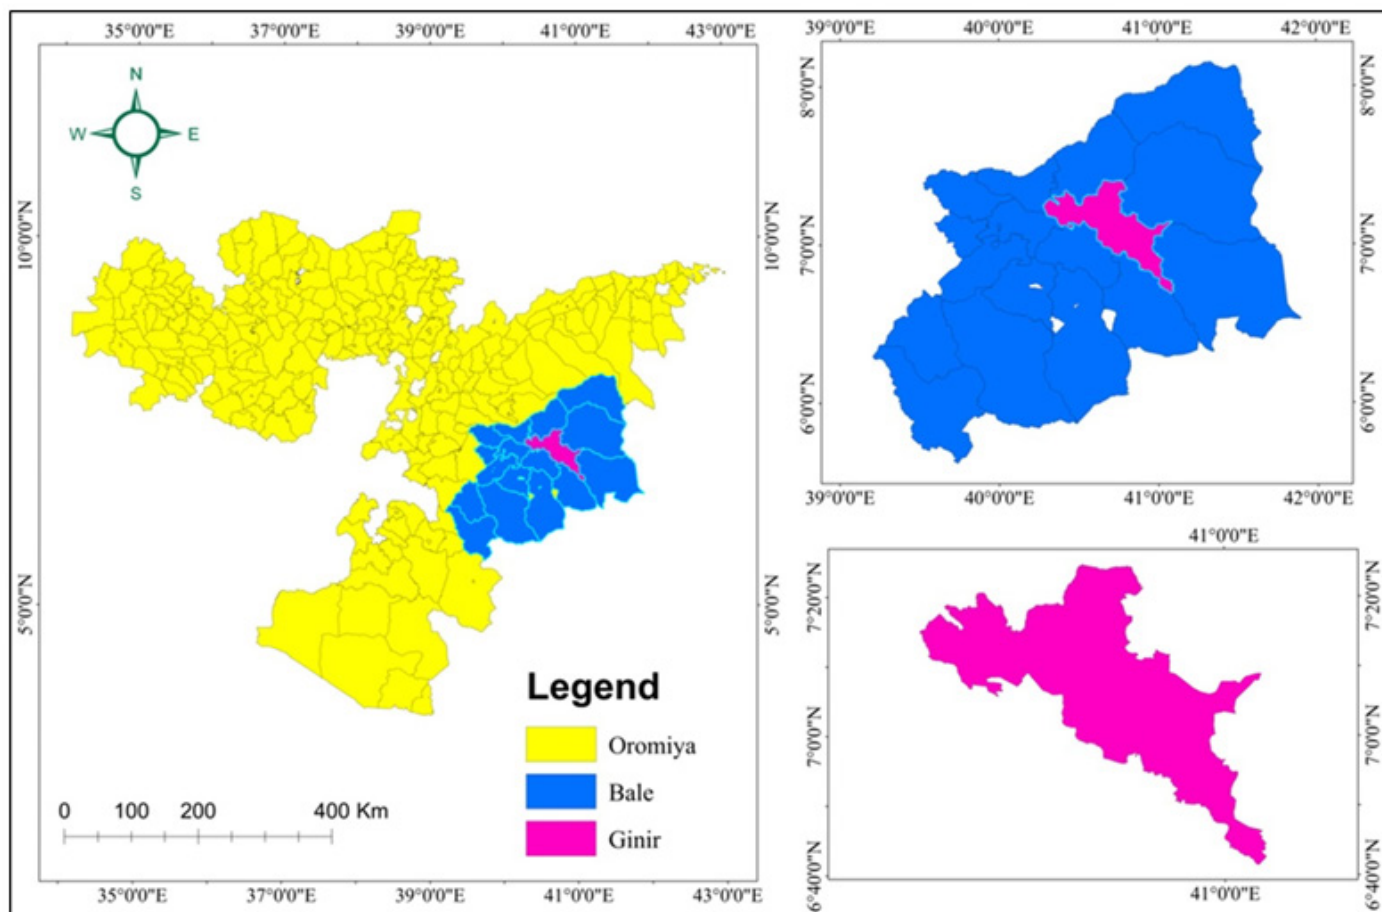 35°0'0"E 37°0'0"E 39°0'0"E 41°0'0"E 43°0'0"E
N
W E
S
10°0'0"N 10°0'0"N
5°0'0"N 5°0'0"N
Legend
Oromiya
Bale
Ginir
0 100 200 400 Km
35°0'0"E 37°0'0"E 39°0'0"E 41°0'0"E 43°0'0"E
39°0'0"E 40°0'0"E 41°0'0"E 42°0'0"E
8°0'0"N 8°0'0"N
7°0'0"N 7°0'0"N
6°0'0"N 6°0'0"N
39°0'0"E 40°0'0"E 41°0'0"E 42°0'0"E
41°0'0"E
7°20'0"N 7°20'0"N
7°0'0"N 7°0'0"N
6°40'0"N 6°40'0"N
41°0'0"E